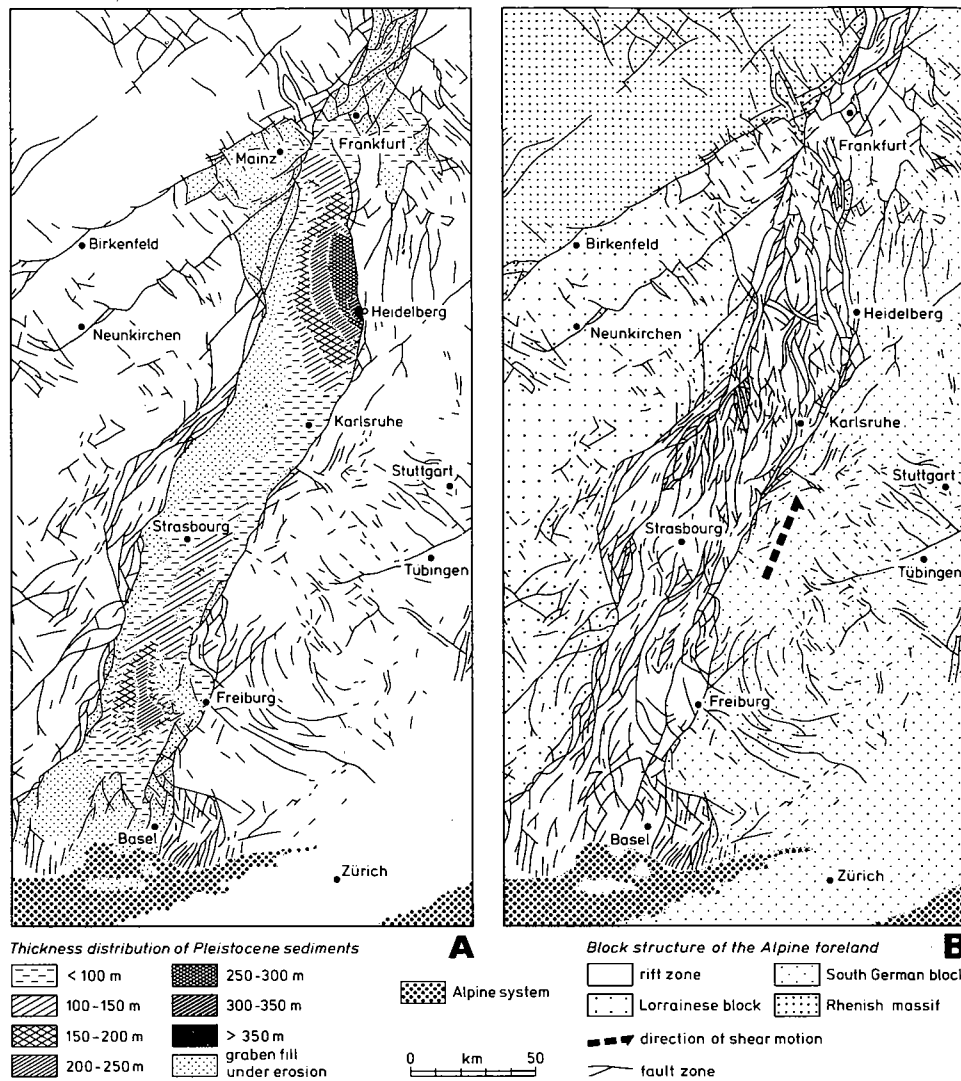 Frankfurt
Mainz
Birkenfeld
Neunkirchen
Heidelberg
Karlsruhe
Stuttgart
Strasbourg
Tübingen
Freiburg
Basel
Zürich
Frankfurt
Birkenfeld
Heidelberg
Neunkirchen
Karlsruhe
Stuttgart
Strasbourg
Tübingen
Freiburg
Basel
Zürich
Thickness distribution of Pleistocene sediments
A
< 100 m
250-300 m
100-150 m
300-350 m
150-200 m
> 350 m
200-250 m
graben fill
under erosion
Alpine system
0 km 50
Block structure of the Alpine foreland
B
rift zone
South German block
Lorrainese block
Rhenish massif
direction of shear motion
fault zone